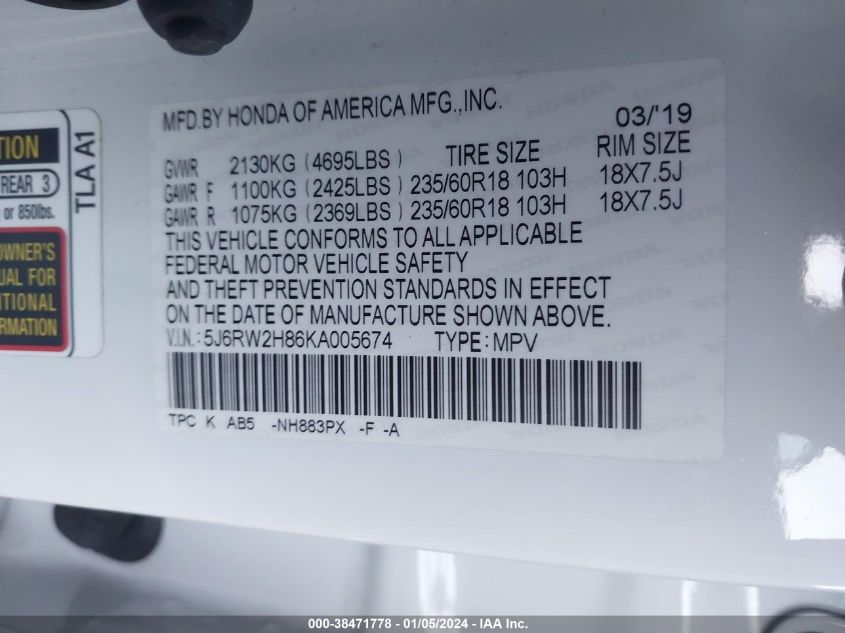 TION
REAR 3
or 850lbs.
OWNER'S
UAL FOR
ITIONAL
ORMATION
TLA A1
MFD.BY HONDA OF AMERICA MFG.,INC. 03/'19
GVWR 2130KG (4695LBS) TIRE SIZE RIM SIZE
GAWR F 1100KG (2425LBS) 235/60R18 103H 18X7.5J
GAWR R 1075KG (2369LBS) 235/60R18 103H 18X7.5J
THIS VEHICLE CONFORMS TO ALL APPLICABLE
FEDERAL MOTOR VEHICLE SAFETY
AND THEFT PREVENTION STANDARDS IN EFFECT
ON THE DATE OF MANUFACTURE SHOWN ABOVE.
V.I.N.: 5J6RW2H86KA005674 TYPE: MPV
TPC K AB5 -NH883PX -F -A
000-38471778 - 01/05/2024 - IAA Inc.